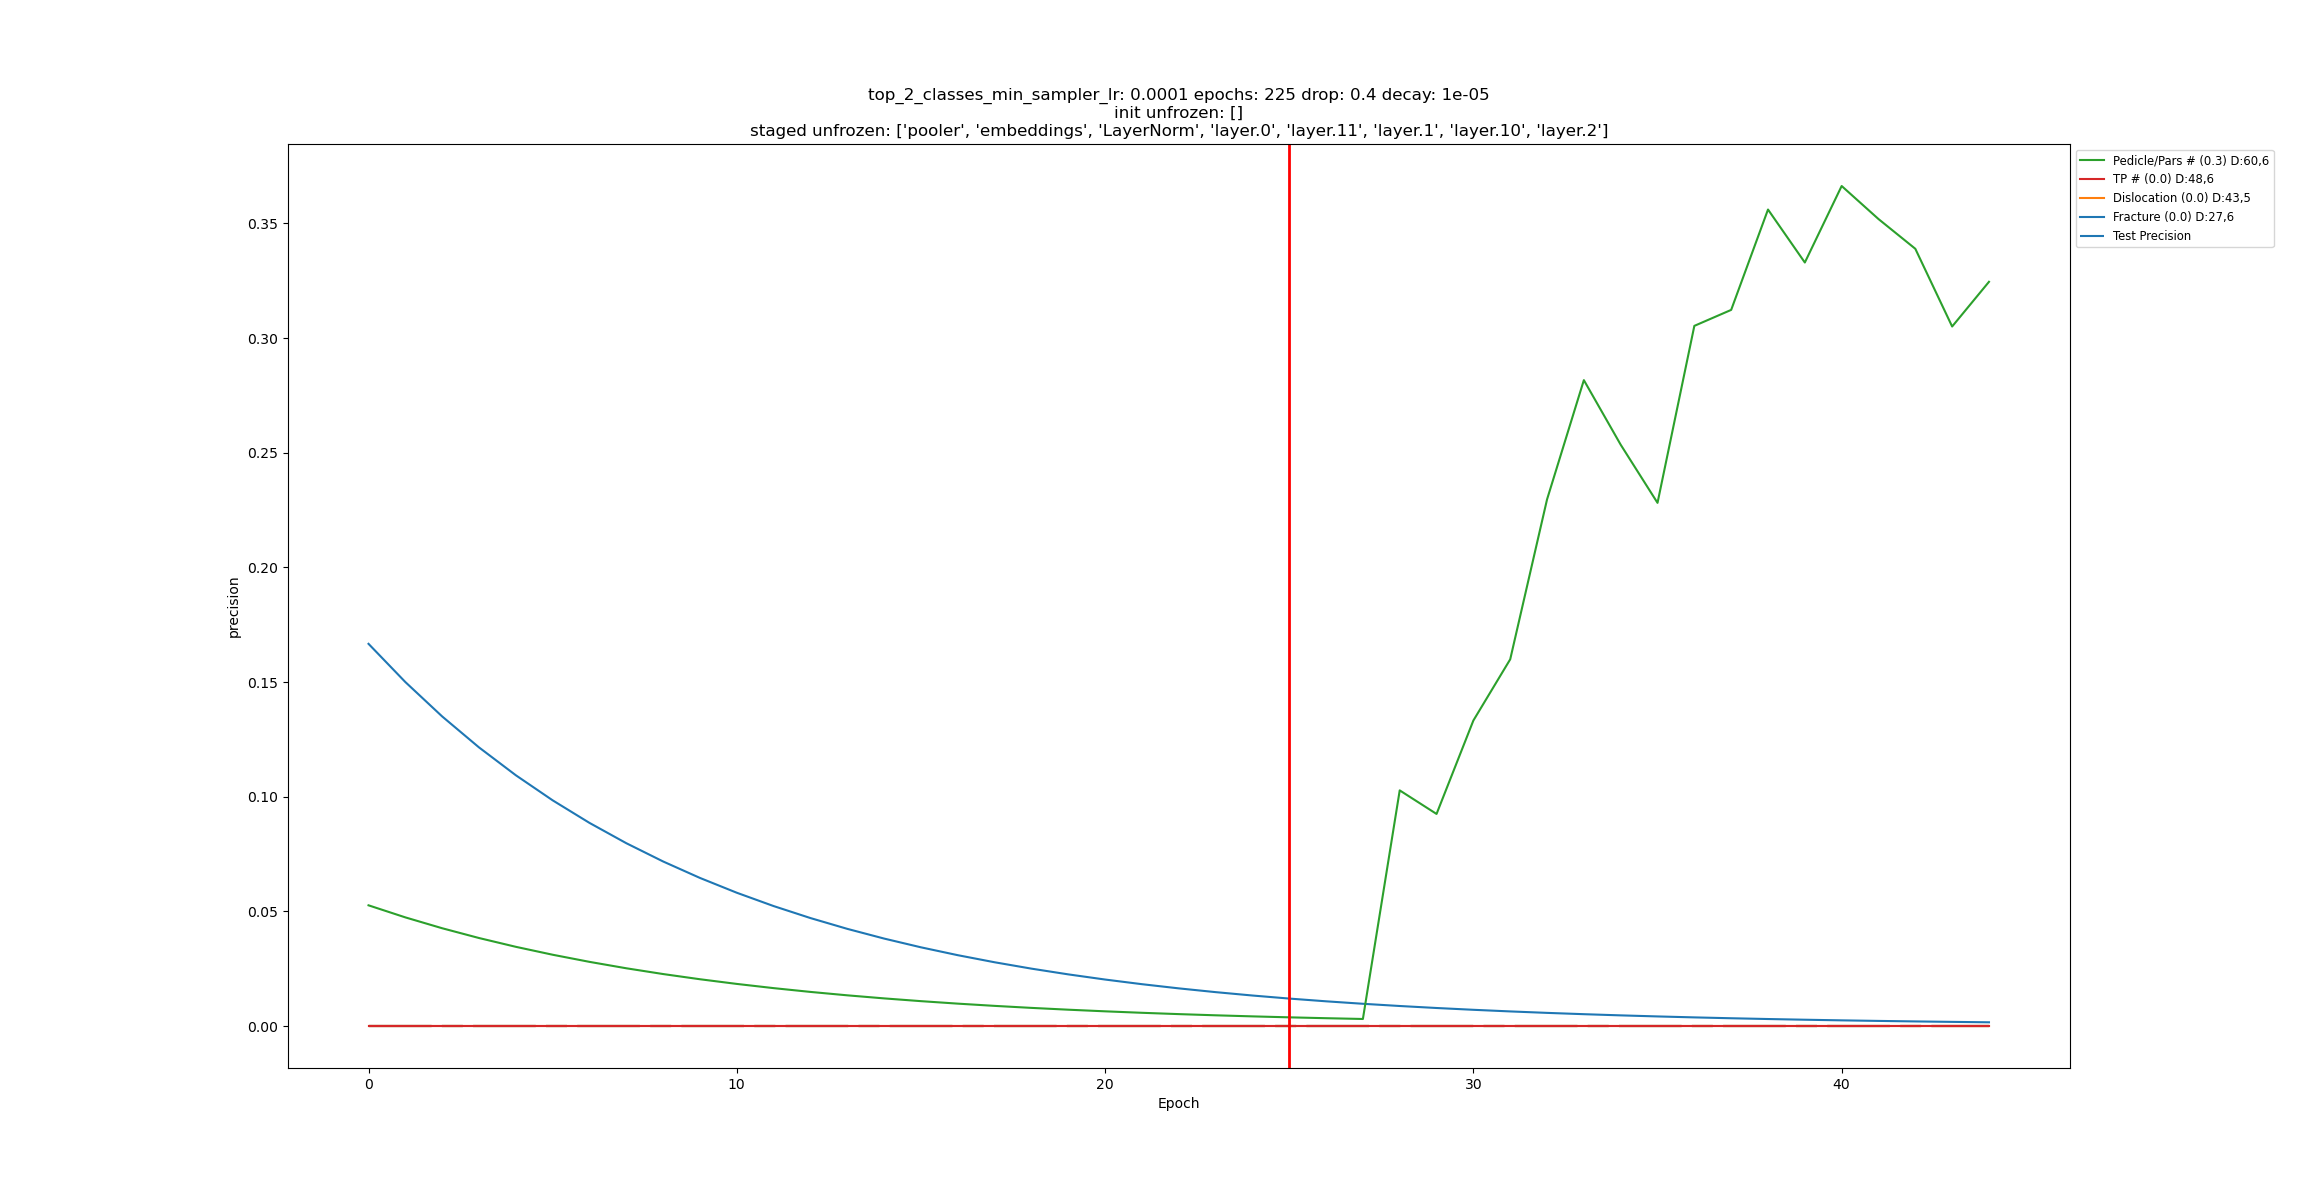 top_2_classes_min_sampler_lr: 0.0001 epochs: 225 drop: 0.4 decay: 1e-05
init unfrozen: []
staged unfrozen: ['pooler', 'embeddings', 'LayerNorm', 'layer.0', 'layer.11', 'layer.1', 'layer.10', 'layer.2']
Pedicle/Pars # (0.3) D:60,6
TP # (0.0) D:48,6
Dislocation (0.0) D:43,5
Fracture (0.0) D:27,6
Test Precision
0.35
0.30
0.25
0.20
0.15
0.10
0.05
0.00
precision
0
10
20
30
40
Epoch